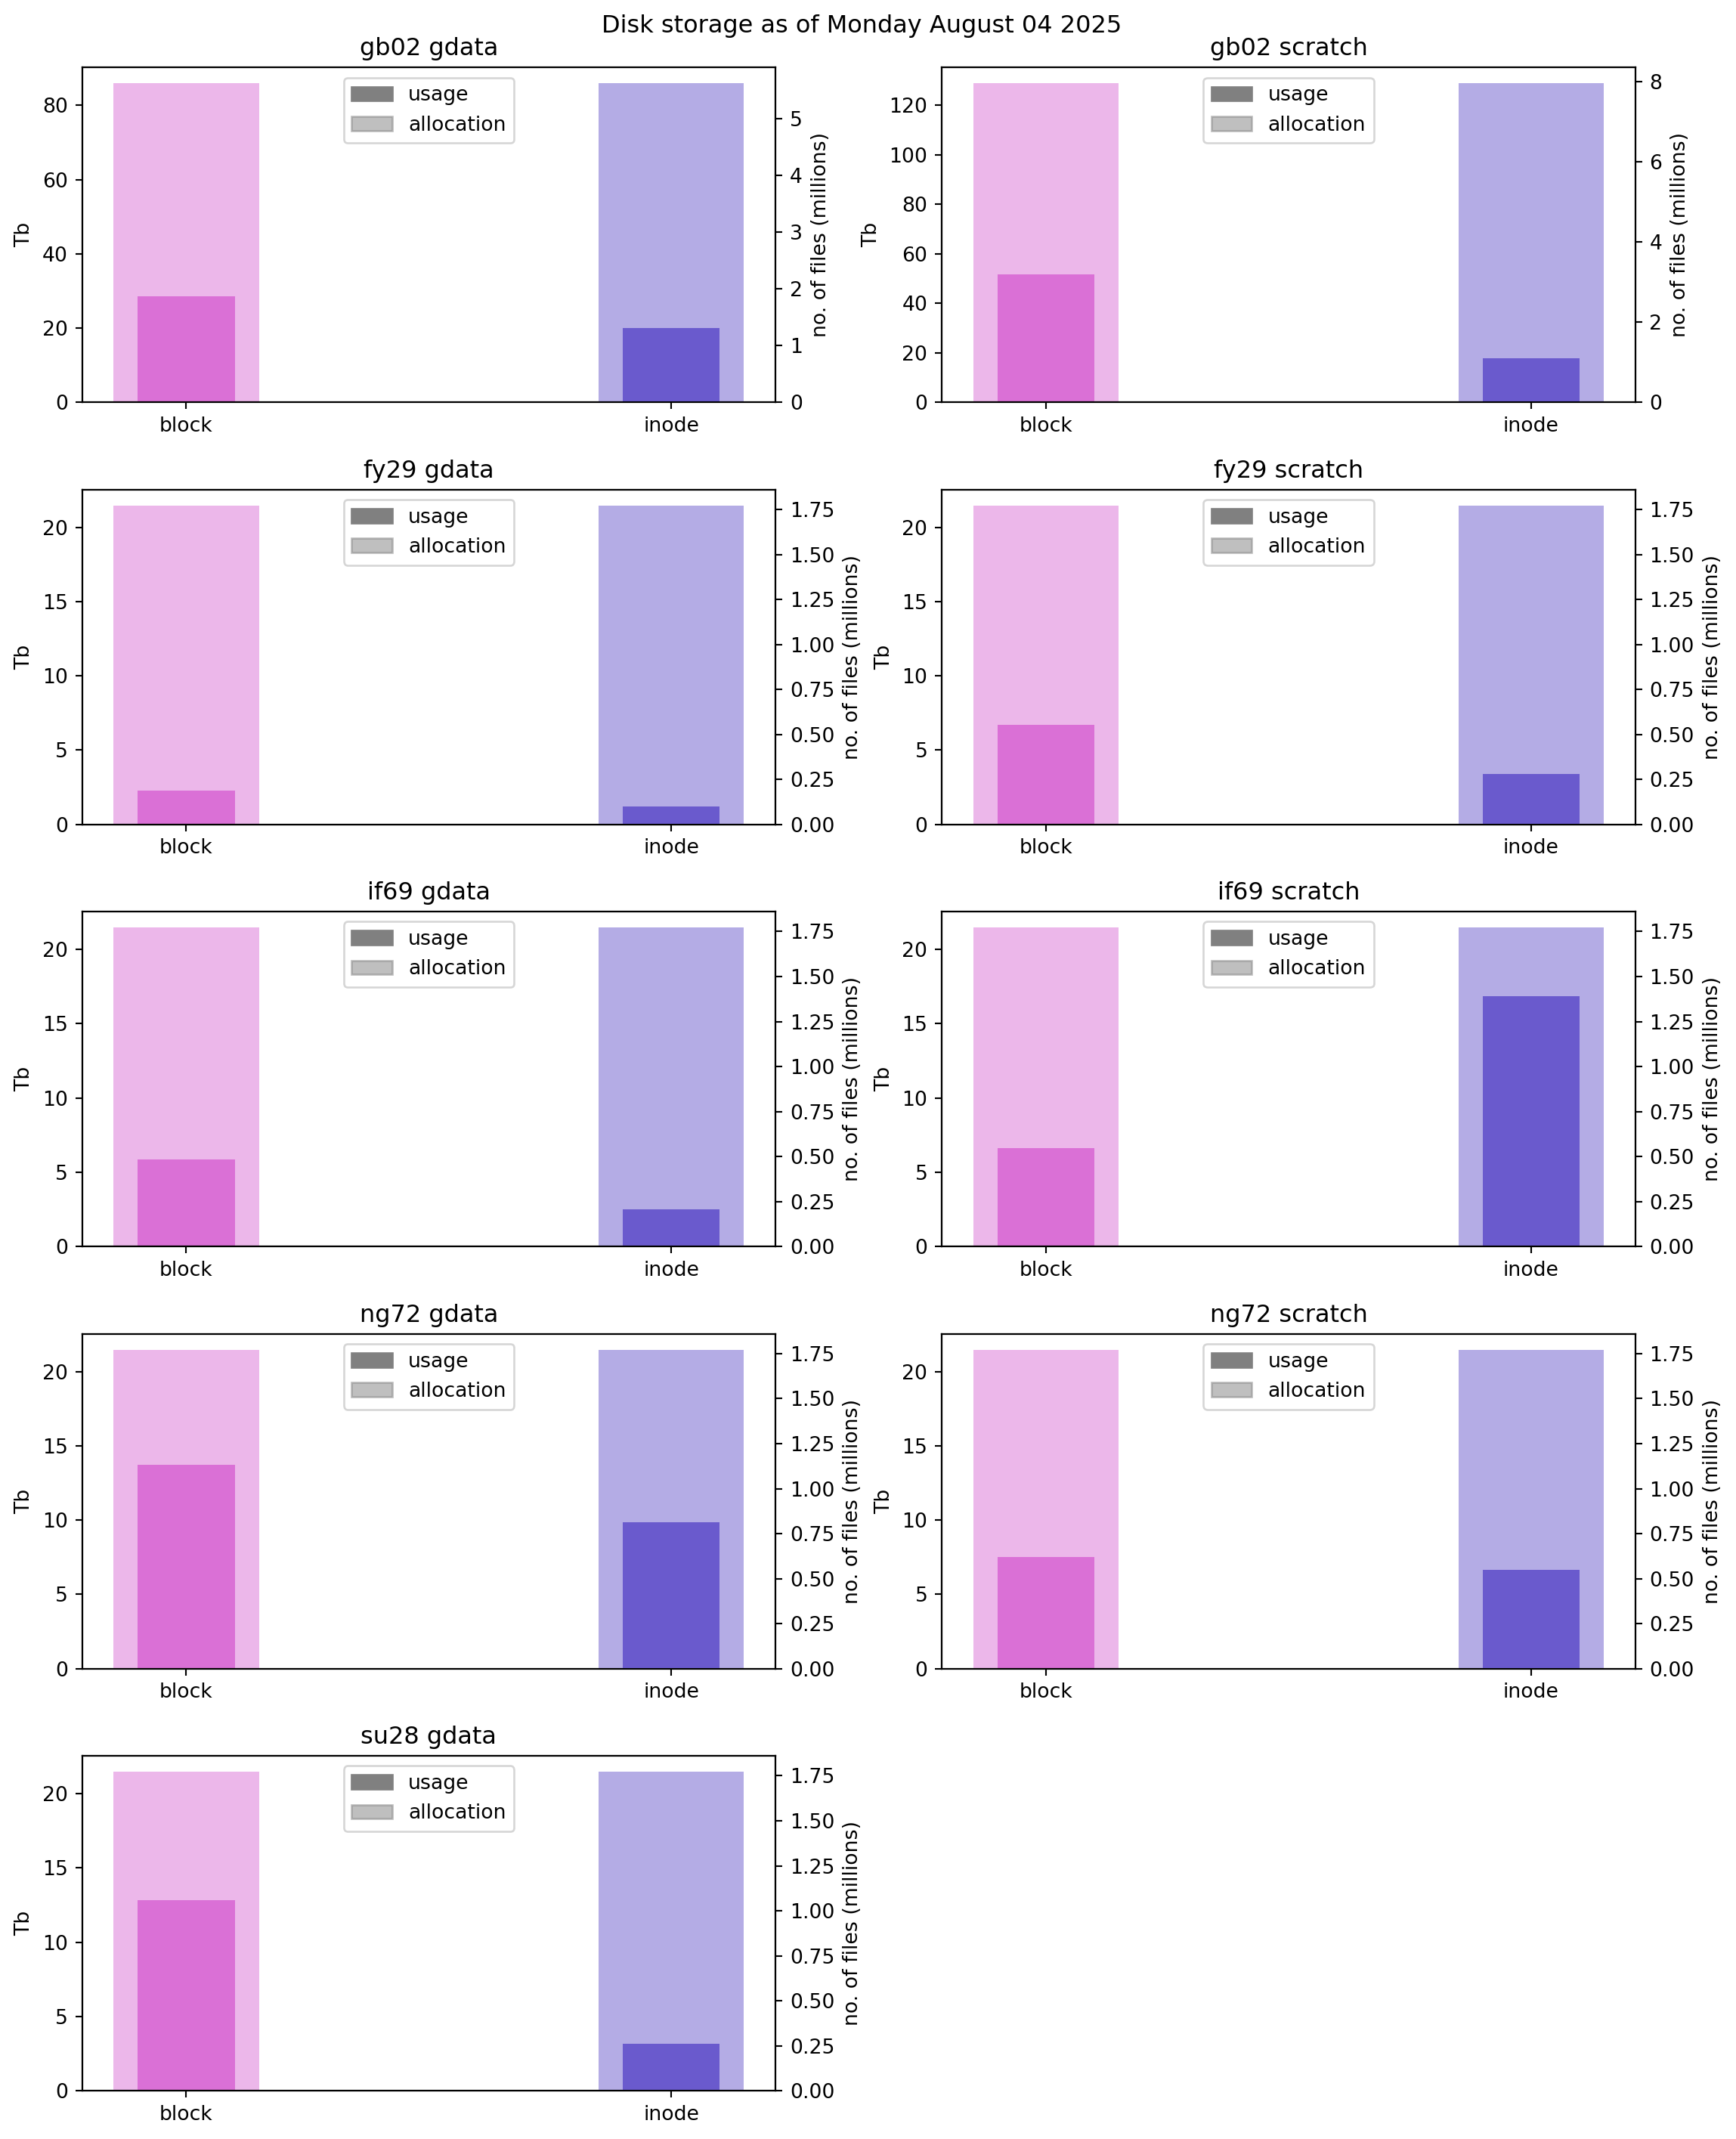 Disk storage as of Monday August 04 2025
gb02 gdata
usage
allocation
80
60
40
20
0
Tb
5
4
3
2
1
0
no. of files (millions)
block
inode
gb02 scratch
usage
allocation
120
100
80
60
40
20
0
Tb
8
6
4
2
0
no. of files (millions)
block
inode
fy29 gdata
usage
allocation
20
15
10
5
0
Tb
1.75
1.50
1.25
1.00
0.75
0.50
0.25
0.00
no. of files (millions)
block
inode
fy29 scratch
usage
allocation
20
15
10
5
0
Tb
1.75
1.50
1.25
1.00
0.75
0.50
0.25
0.00
no. of files (millions)
block
inode
if69 gdata
usage
allocation
20
15
10
5
0
Tb
1.75
1.50
1.25
1.00
0.75
0.50
0.25
0.00
no. of files (millions)
block
inode
if69 scratch
usage
allocation
20
15
10
5
0
Tb
1.75
1.50
1.25
1.00
0.75
0.50
0.25
0.00
no. of files (millions)
block
inode
ng72 gdata
usage
allocation
20
15
10
5
0
Tb
1.75
1.50
1.25
1.00
0.75
0.50
0.25
0.00
no. of files (millions)
block
inode
ng72 scratch
usage
allocation
20
15
10
5
0
Tb
1.75
1.50
1.25
1.00
0.75
0.50
0.25
0.00
no. of files (millions)
block
inode
su28 gdata
usage
allocation
20
15
10
5
0
Tb
1.75
1.50
1.25
1.00
0.75
0.50
0.25
0.00
no. of files (millions)
block
inode